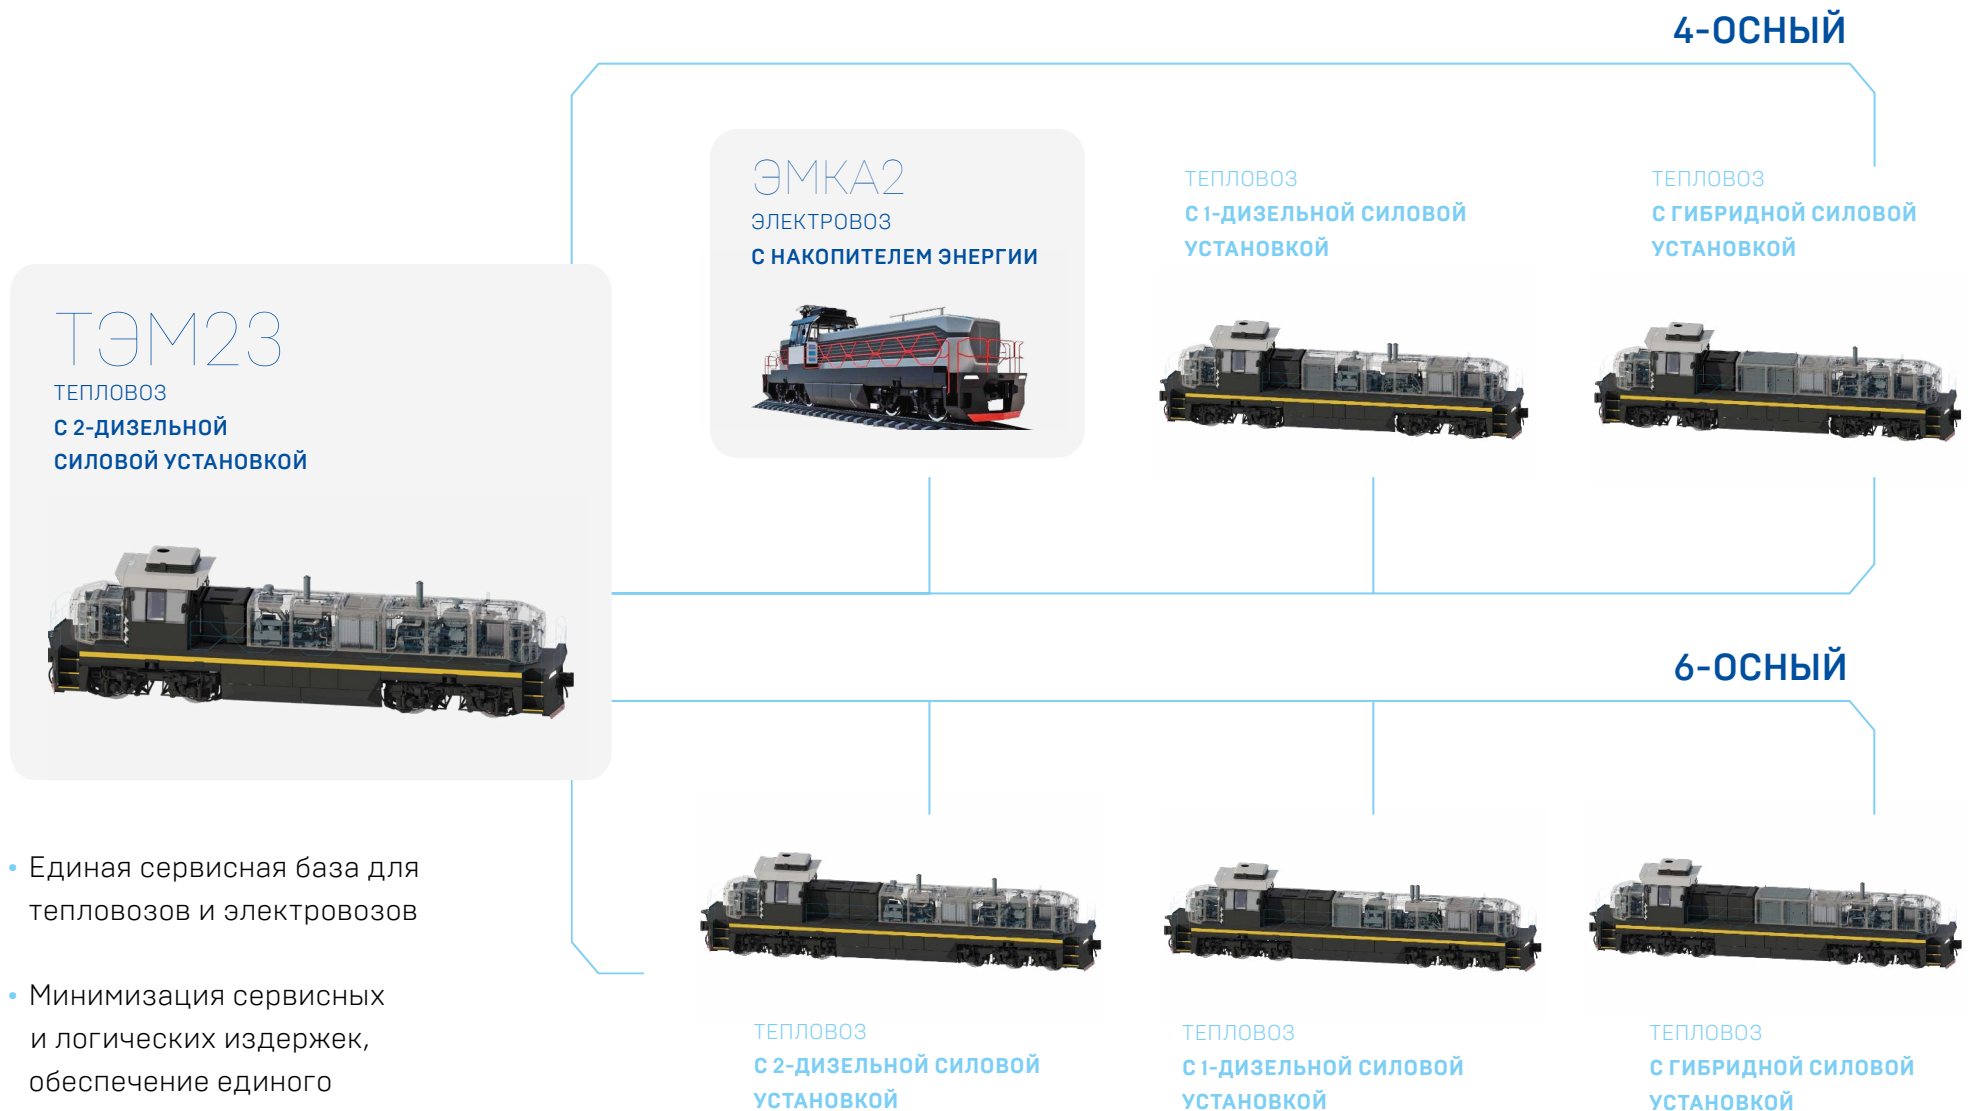 4-ОСНЫЙ
ЭМКА2
ЭЛЕКТРОВОЗ
С НАКОПИТЕЛЕМ ЭНЕРГИИ
ТЕПЛОВОЗ
С 1-ДИЗЕЛЬНОЙ СИЛОВОЙ
УСТАНОВКОЙ
ТЕПЛОВОЗ
С ГИБРИДНОЙ СИЛОВОЙ
УСТАНОВКОЙ
ТЭМ23
ТЕПЛОВОЗ
С 2-ДИЗЕЛЬНОЙ
СИЛОВОЙ УСТАНОВКОЙ
6-ОСНЫЙ
• Единая сервисная база для
тепловозов и электровозов
• Минимизация сервисных
и логических издержек,
обеспечение единого
ТЕПЛОВОЗ
С 2-ДИЗЕЛЬНОЙ СИЛОВОЙ
УСТАНОВКОЙ
ТЕПЛОВОЗ
С 1-ДИЗЕЛЬНОЙ СИЛОВОЙ
УСТАНОВКОЙ
ТЕПЛОВОЗ
С ГИБРИДНОЙ СИЛОВОЙ
УСТАНОВКОЙ